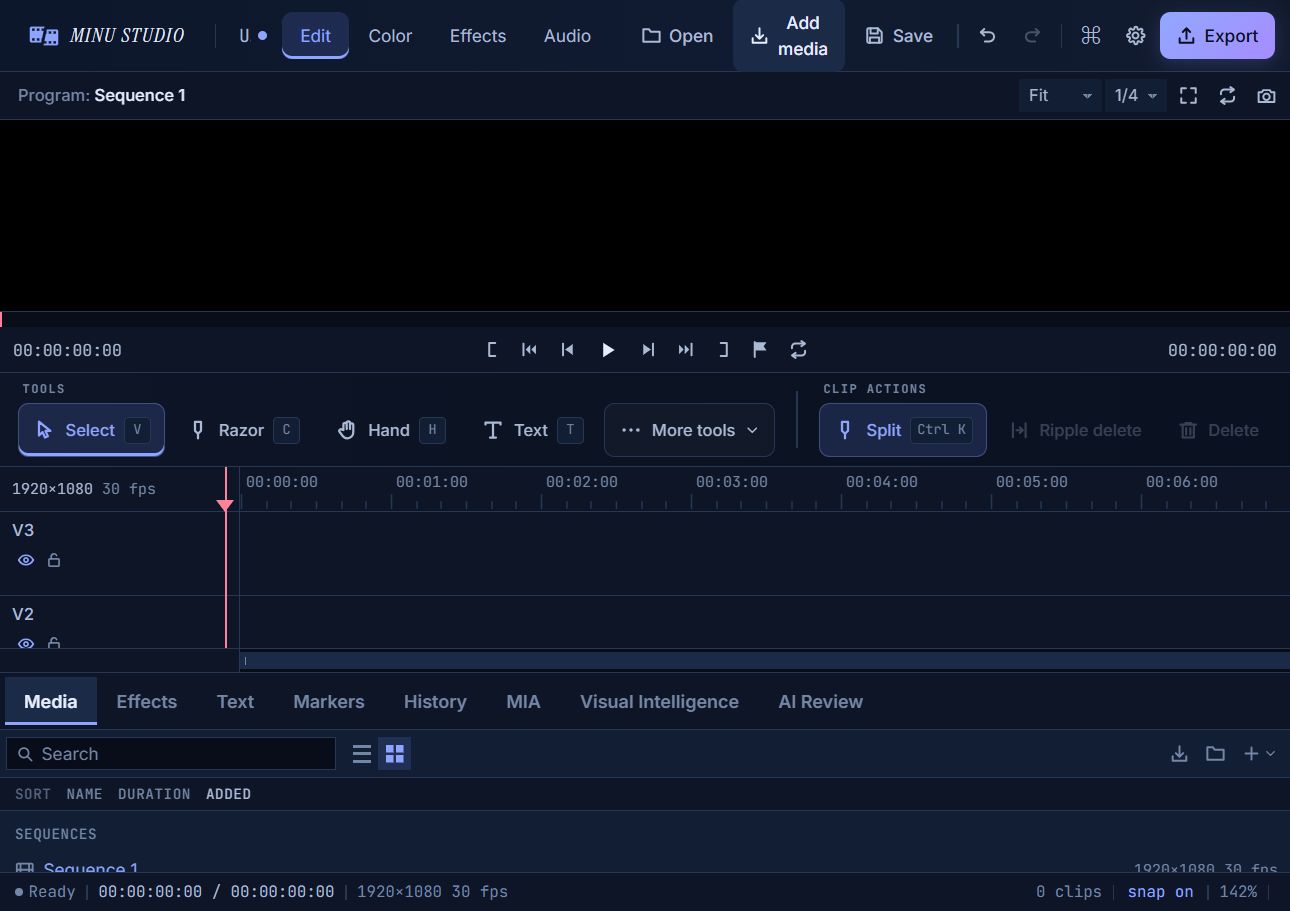 MINU STUDIO U Edit Color Effects Audio Open Add media Save Export
Program: Sequence 1 Fit 1/4
00:00:00:00 00:00:00:00
TOOLS CLIP ACTIONS
Select V Razor C Hand H Text T More tools Split Ctrl K Ripple delete Delete
1920×1080 30 fps 00:00:00 00:01:00 00:02:00 00:03:00 00:04:00 00:05:00 00:06:00
V3
V2
Media Effects Text Markers History MIA Visual Intelligence AI Review
Search
SORT NAME DURATION ADDED
SEQUENCES
Sequence 1 1920×1080 30 fps
Ready 00:00:00:00 / 00:00:00:00 1920×1080 30 fps 0 clips snap on 142%